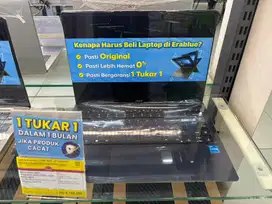 Kenapa Harus Beli Laptop di Erablue?
Pasti Original
Pasti Lebih Hemat 0%
Pasti Bergaransi 1 Tukar 1
1 TUKAR 1
DALAM 1 BULAN
JIKA PRODUK
CACAT